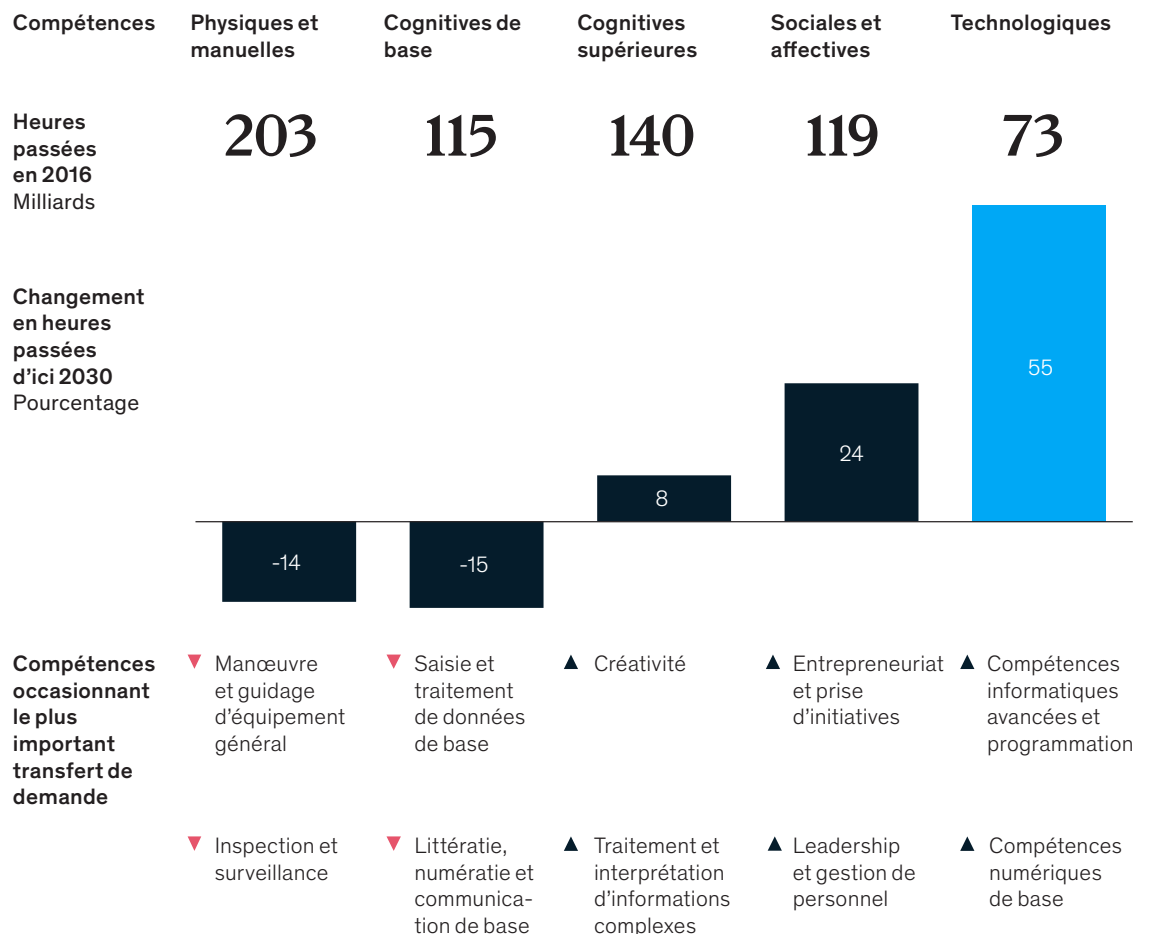 Compétences
Physiques et
manuelles
Cognitives de
base
Cognitives
supérieures
Sociales et
affectives
Technologiques
Heures
passées
en 2016
Milliards
203
115
140
119
73
Changement
en heures
passées
d’ici 2030
Pourcentage
-14
-15
8
24
55
Compétences
occasionnant
le plus
important
transfert de
demande
▼ Manœuvre
et guidage
d’équipement
général
▼ Saisie et
traitement
de données
de base
▲ Créativité
▲ Entrepreneuriat
et prise
d’initiatives
▲ Compétences
informatiques
avancées et
programmation
▼ Inspection et
surveillance
▼ Littératie,
numératie et
communica-
tion de base
▲ Traitement et
interprétation
d’informations
complexes
▲ Leadership
et gestion de
personnel
▲ Compétences
numériques
de base